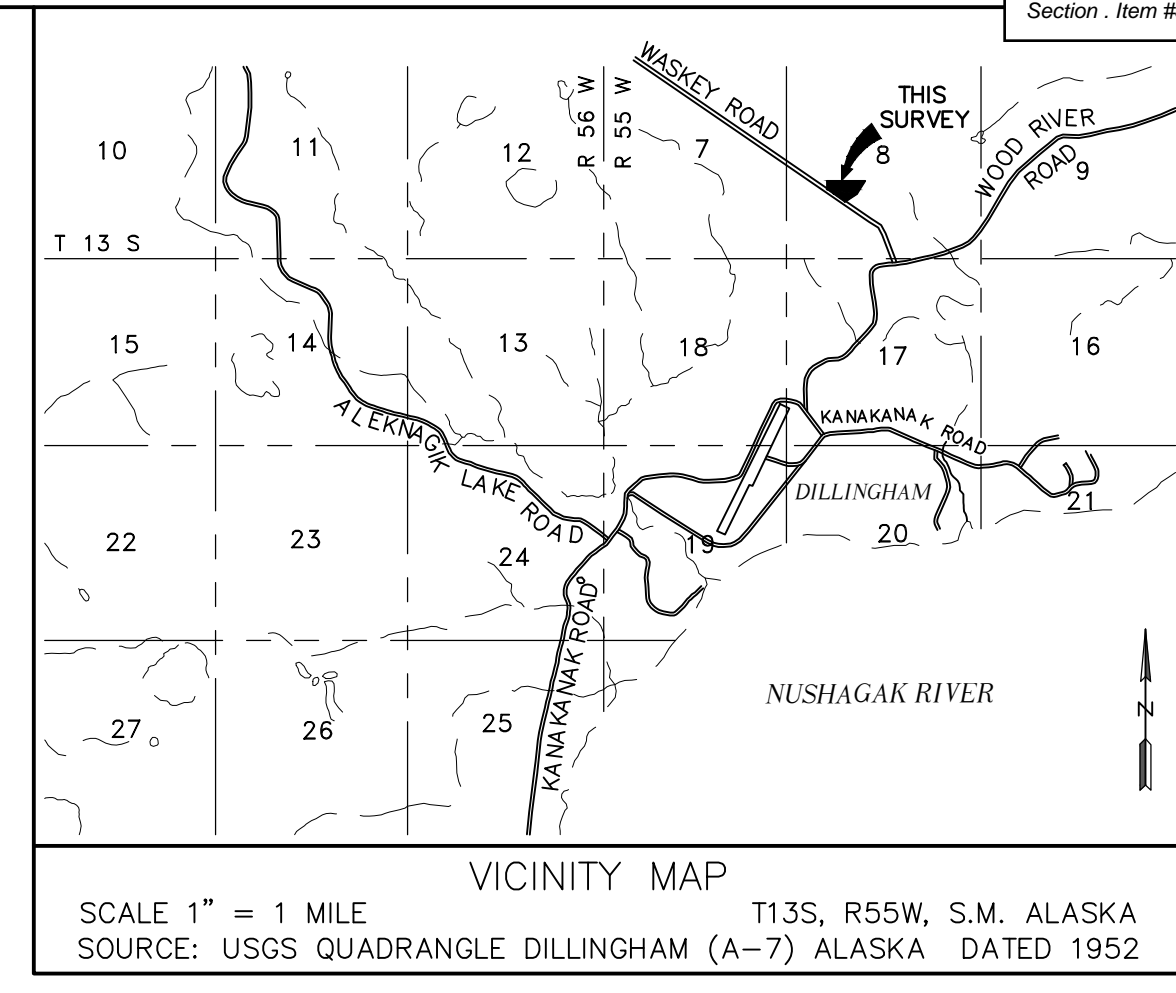 Section . Item #
WASKEY ROAD
R 56 W
R 55 W
THIS
SURVEY
WOOD RIVER
ROAD
10
11
12
7
8
9
T 13 S
15
14
13
18
17
16
ALEKNAGIK LAKE ROAD
KANAKANAK ROAD
DILLINGHAM
22
23
24
19
20
21
KANAKANAK ROAD
27
26
25
NUSHAGAK RIVER
N
VICINITY MAP
SCALE 1" = 1 MILE
T13S, R55W, S.M. ALASKA
SOURCE: USGS QUADRANGLE DILLINGHAM (A-7) ALASKA DATED 1952